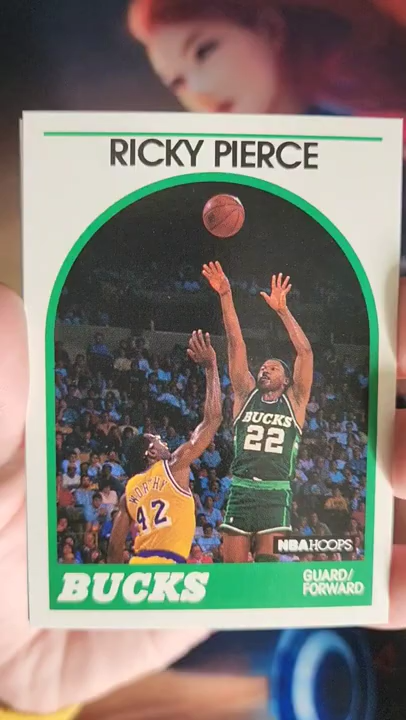 RICKY PIERCE
BUCKS
22
WORTHY
42
NBA HOOPS
BUCKS
GUARD/
FORWARD